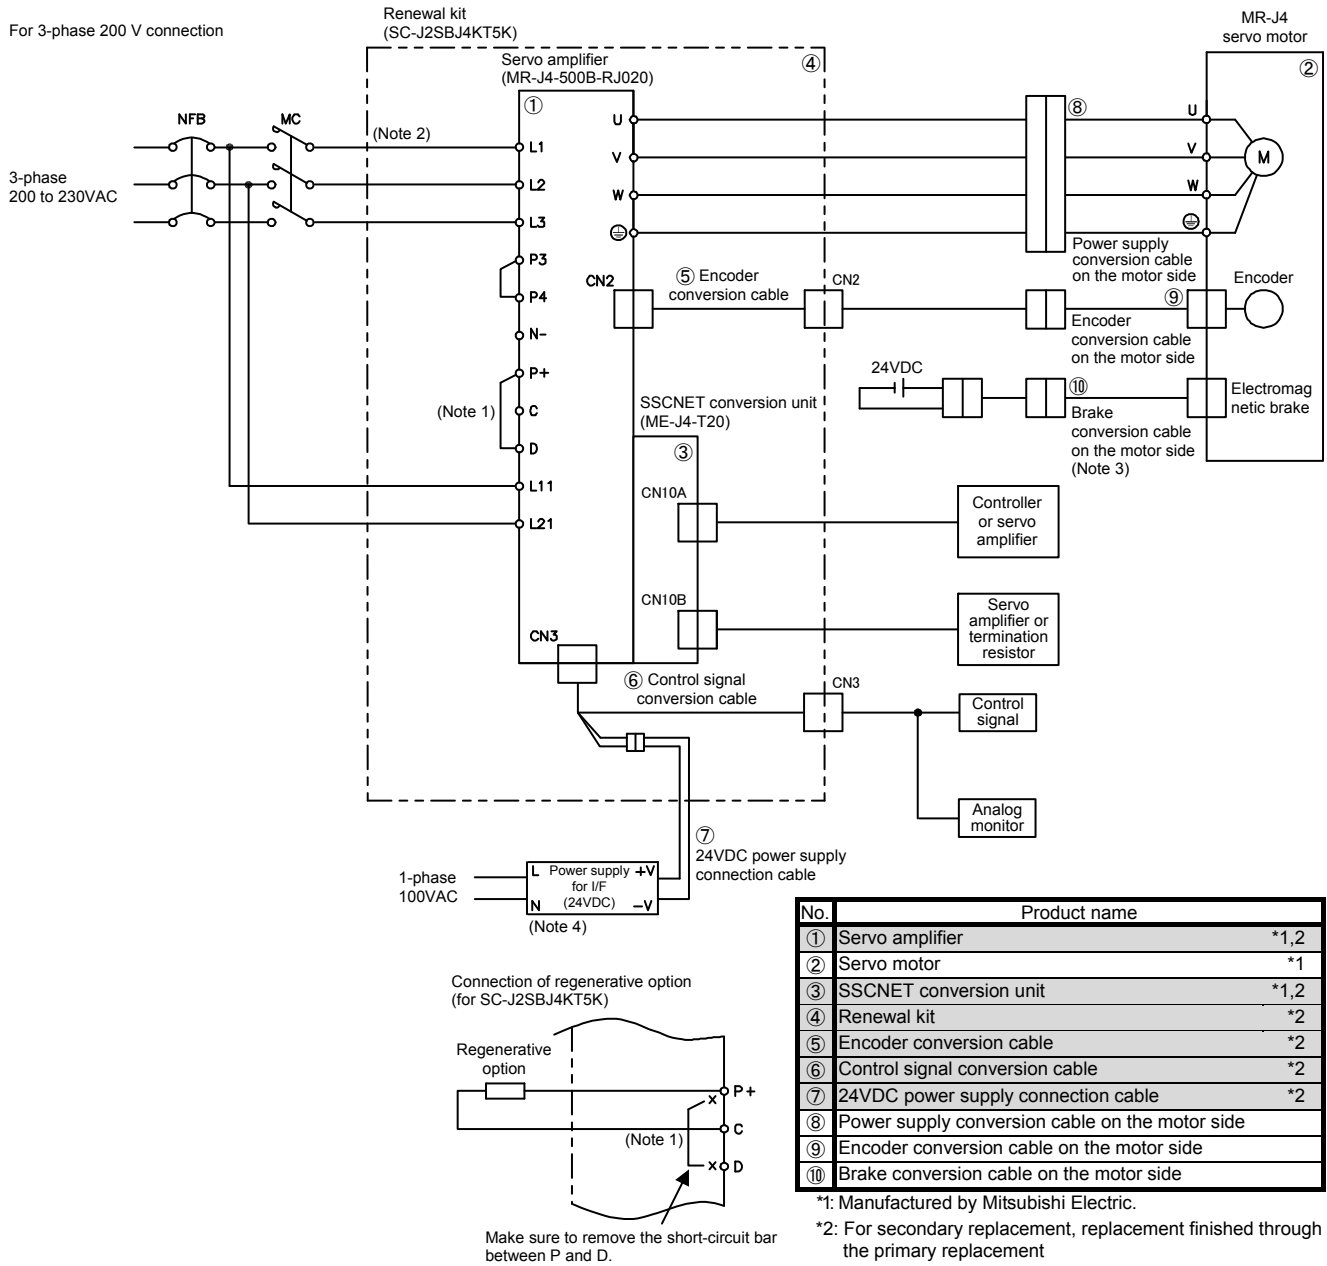 For 3-phase 200 V connection
Renewal kit
(SC-J2SBJ4KT5K)
Servo amplifier
(MR-J4-500B-RJ020)
MR-J4
servo motor
④
②
①
⑧
NFB
MC
(Note 2)
3-phase
200 to 230VAC
L1
L2
L3
P3
P4
N-
P+
C
D
(Note 1)
L11
L21
U
V
W
U
V
W
M
Power supply
conversion cable
on the motor side
CN2
⑤ Encoder
conversion cable
CN2
⑨
Encoder
Encoder
conversion cable
on the motor side
24VDC
⑩
Brake
conversion cable
on the motor side
(Note 3)
Electromag
netic brake
SSCNET conversion unit
(ME-J4-T20)
③
CN10A
Controller
or servo
amplifier
CN10B
Servo
amplifier or
termination
resistor
CN3
⑥ Control signal
conversion cable
CN3
Control
signal
Analog
monitor
⑦
24VDC power supply
connection cable
1-phase
100VAC
L
N
Power supply
for I/F
(24VDC)
+V
−V
(Note 4)
Connection of regenerative option
(for SC-J2SBJ4KT5K)
Regenerative
option
P+
C
D
(Note 1)
Make sure to remove the short-circuit bar
between P and D.
No. Product name
① Servo amplifier *1,2
② Servo motor *1
③ SSCNET conversion unit *1,2
④ Renewal kit *2
⑤ Encoder conversion cable *2
⑥ Control signal conversion cable *2
⑦ 24VDC power supply connection cable *2
⑧ Power supply conversion cable on the motor side
⑨ Encoder conversion cable on the motor side
⑩ Brake conversion cable on the motor side
*1: Manufactured by Mitsubishi Electric.
*2: For secondary replacement, replacement finished through
the primary replacement